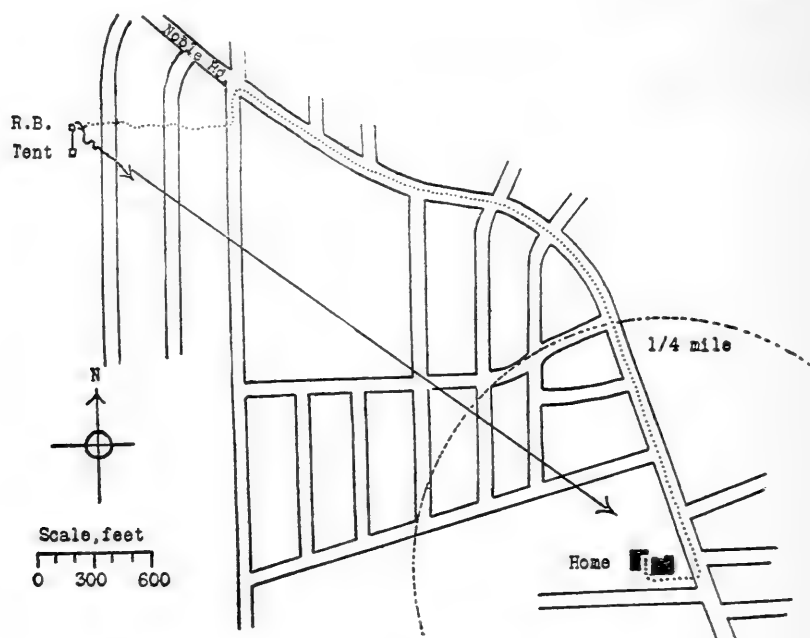 Noble Rd.
R.B.
Tent
1/4 mile
N
Scale, feet
0 300 600
Home